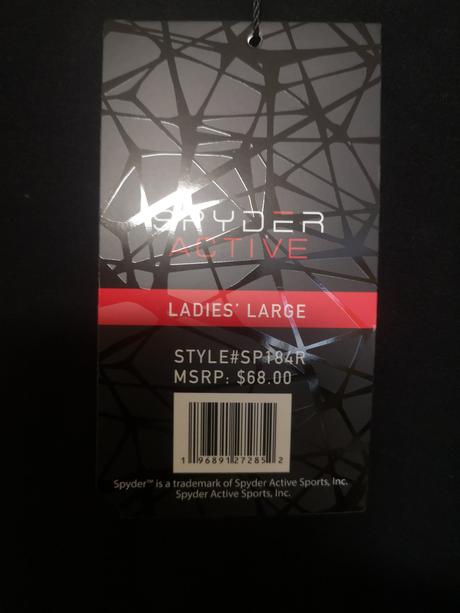 SPYDER
ACTIVE
LADIES' LARGE
STYLE#SP184R
MSRP: $68.00
1 96891 27285 2
Spyder™ is a trademark of Spyder Active Sports, Inc.
Spyder Active Sports, Inc.